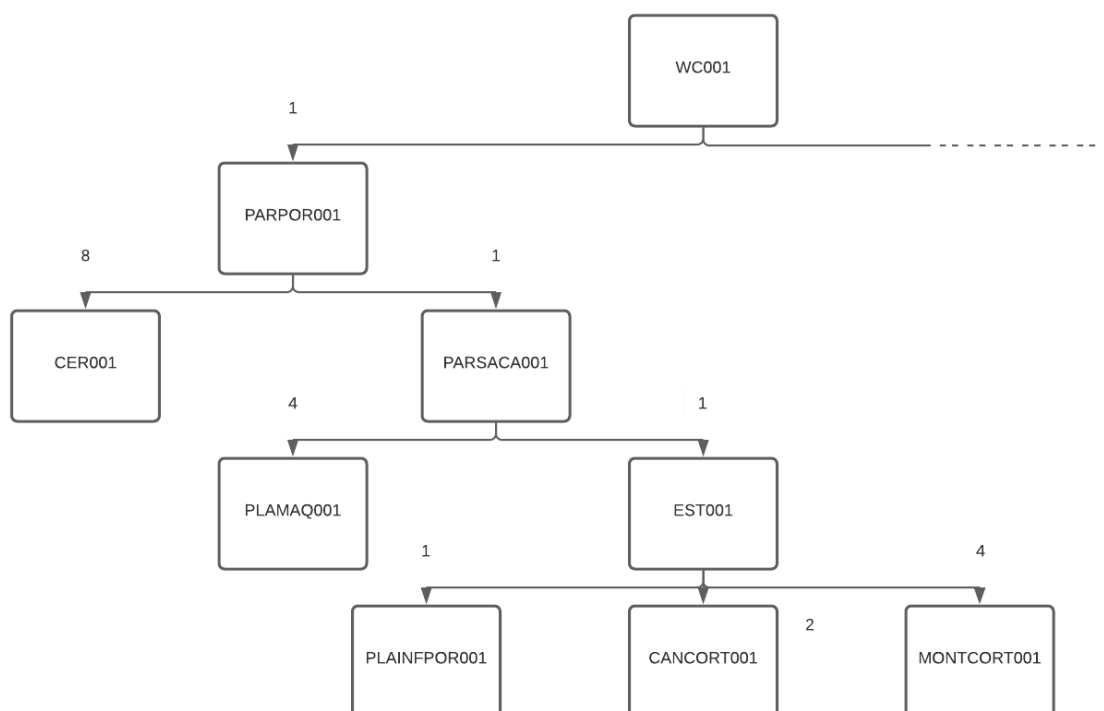 WC001
1
PARPOR001
8
1
CER001
PARSACA001
4
1
PLAMAQ001
EST001
1
4
2
PLAINFPOR001
CANCORT001
MONTCORT001